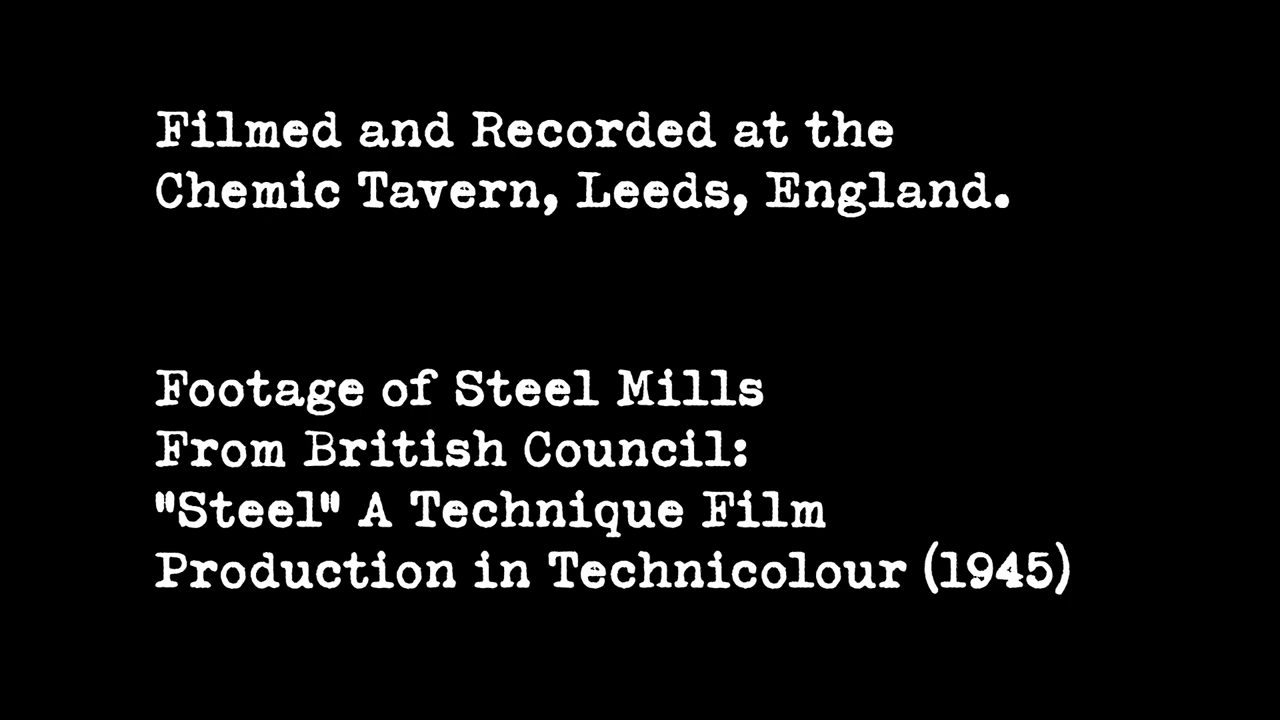 Filmed and Recorded at the
Chemic Tavern, Leeds, England.
Footage of Steel Mills
From British Council:
"Steel" A Technique Film
Production in Technicolour (1945)